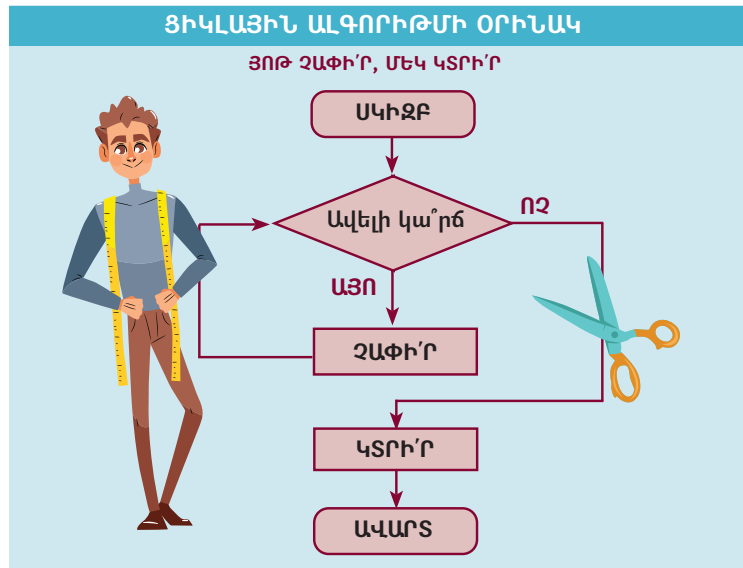 ՑԻԿԼԱՅԻՆ ԱԼԳՈՐԻԹՄԻ ՕՐԻՆԱԿ
ՅՈԹ ՉԱՓԻ՛Ր, ՄԵԿ ԿՏՐԻ՛Ր
ՍԿԻԶԲ
Ավելի կա՞րճ
ՈՉ
ԱՅՈ
ՉԱՓԻ՛Ր
ԿՏՐԻ՛Ր
ԱՎԱՐՏ